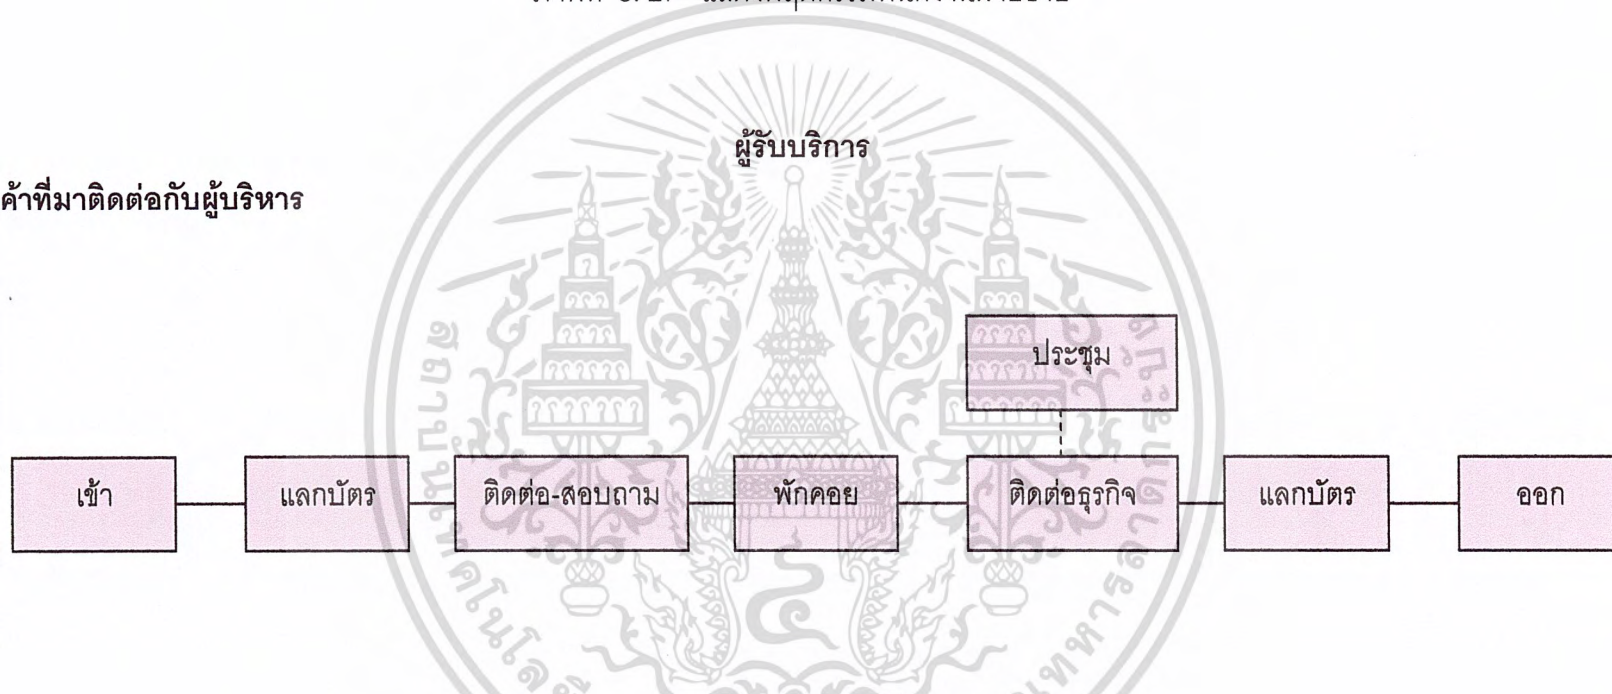 ผู้รับบริการ
ค้าที่มาติดต่อกับผู้บริหาร
ประชุม
เข้า
แลกบัตร
ติดต่อ-สอบถาม
พักคอย
ติดต่อธุรกิจ
แลกบัตร
ออก